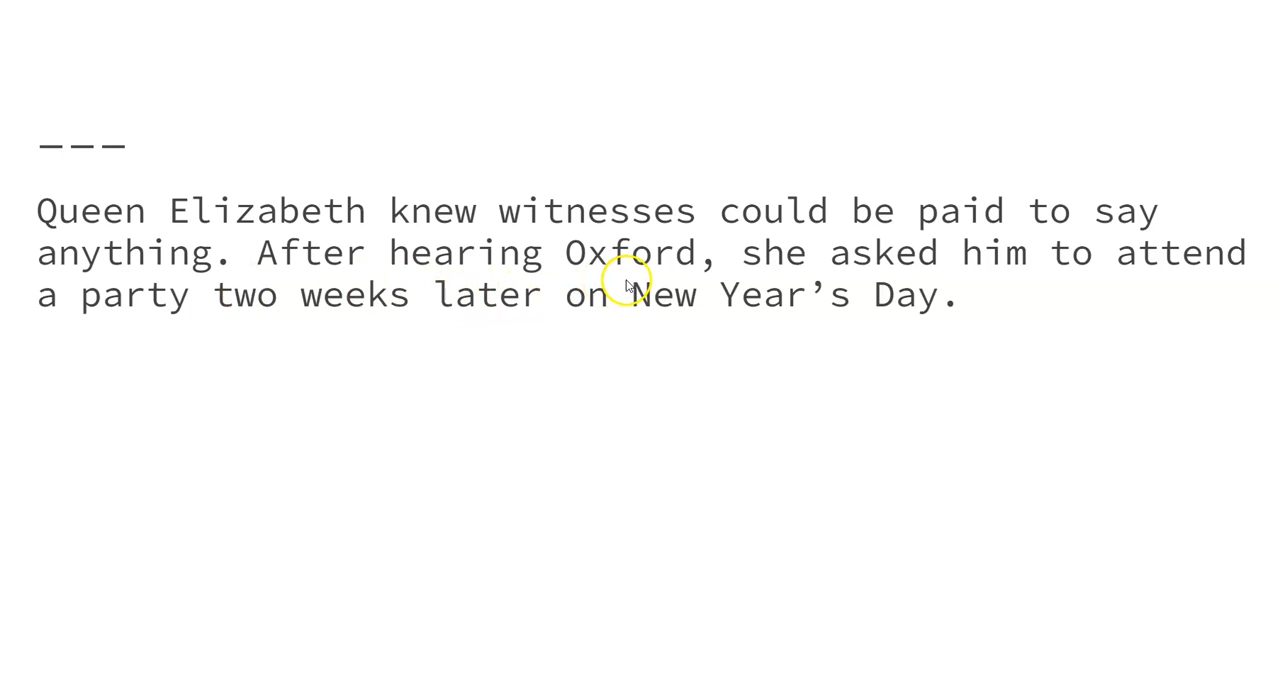 ———
Queen Elizabeth knew witnesses could be paid to say
anything. After hearing Oxford, she asked him to attend
a party two weeks later on New Year’s Day.